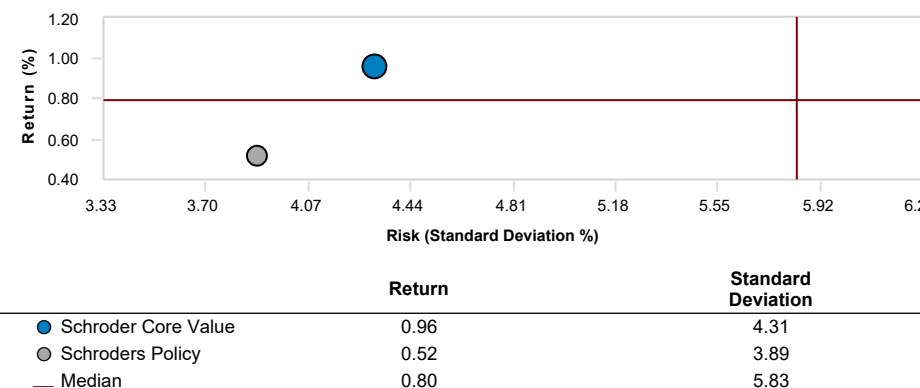 1.20
1.00
0.80
0.60
0.40
Return (%)
3.33 3.70 4.07 4.44 4.81 5.18 5.55 5.92
Risk (Standard Deviation %)
Return Standard Deviation
Schroder Core Value 0.96 4.31
Schroders Policy 0.52 3.89
Median 0.80 5.83